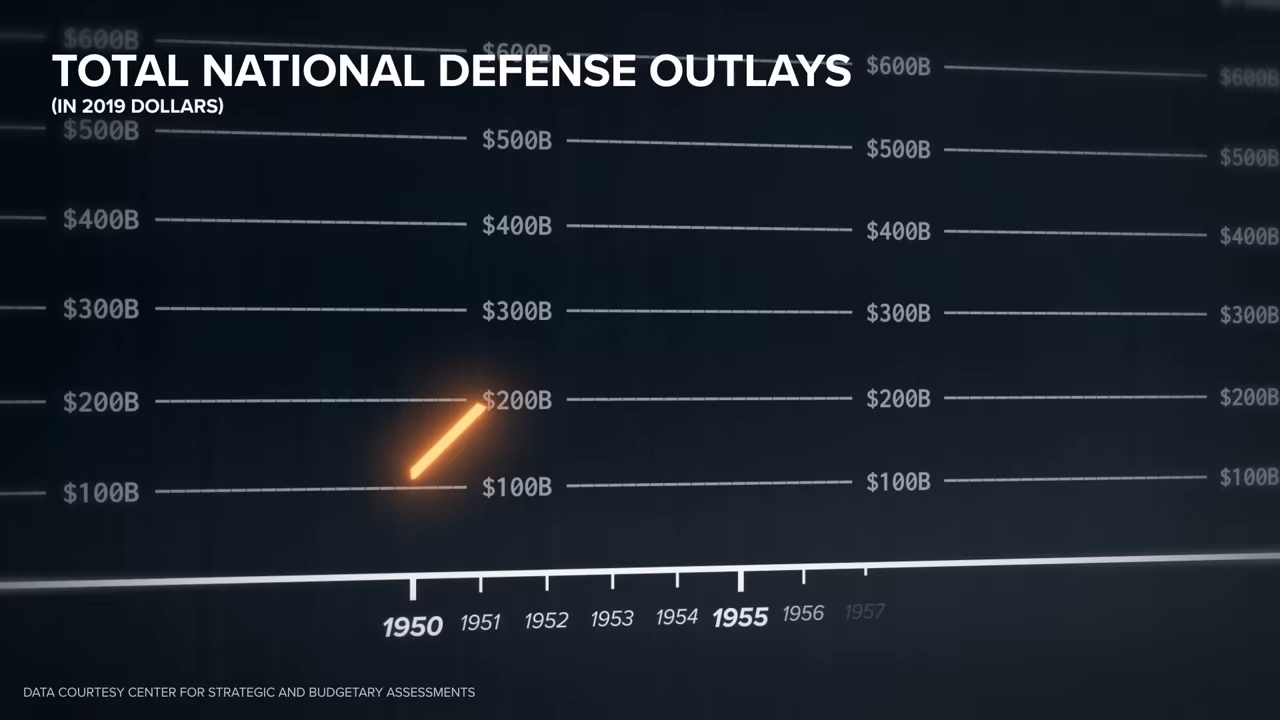 TOTAL NATIONAL DEFENSE OUTLAYS
(IN 2019 DOLLARS)
$600B $600B $600B $600B
$500B $500B $500B $500B
$400B $400B $400B $400B
$300B $300B $300B $300B
$200B $200B $200B $200B
$100B $100B $100B $100B
1950 1951 1952 1953 1954 1955 1956 1957
DATA COURTESY CENTER FOR STRATEGIC AND BUDGETARY ASSESSMENTS